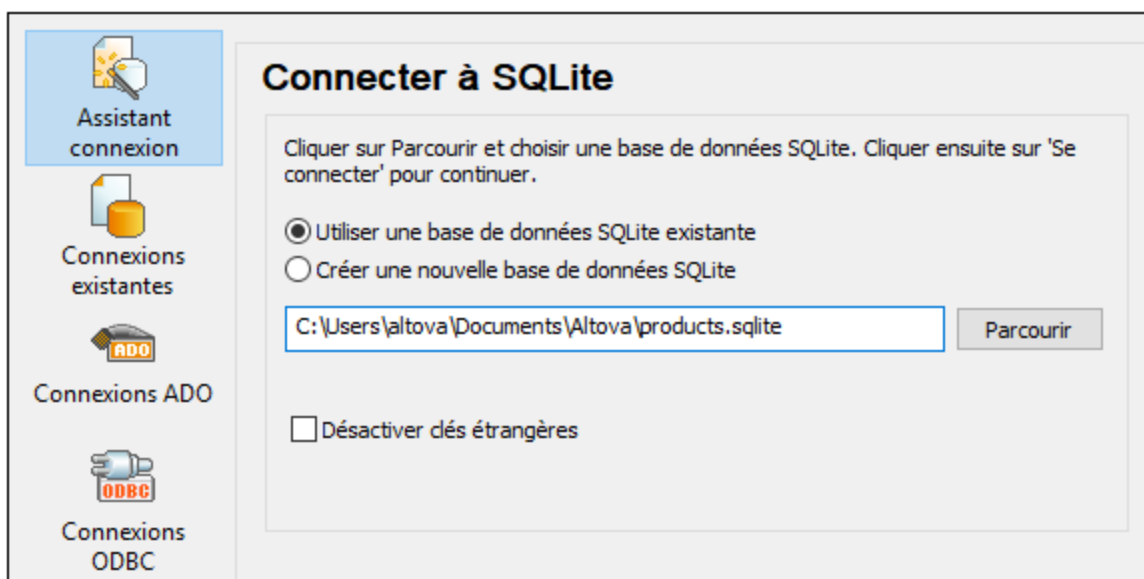 Assistant
connexion
Connexions
existantes
ADO
Connexions ADO
ODBC
Connexions
ODBC
Connecter à SQLite
Cliquer sur Parcourir et choisir une base de données SQLite. Cliquer ensuite sur 'Se
connecter' pour continuer.
Utiliser une base de données SQLite existante
Créer une nouvelle base de données SQLite
C:\Users\altova\Documents\Altova\products.sqlite
Parcourir
Désactiver clés étrangères